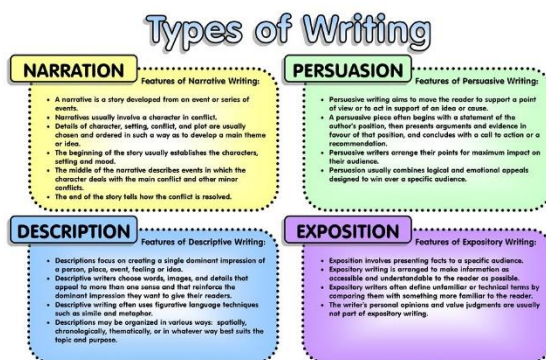 Types of Writing
NARRATION
Features of Narrative Writing:
A narrative is a story developed from an event or series of
events.
Narratives usually involve a character in conflict.
Details of character, setting, conflict, and plot are usually
chosen and ordered in such a way as to develop a main theme
or idea.
The beginning of the story usually establishes the characters,
setting and mood.
The middle of the narrative describes events in which the
character deals with the main conflict and other minor
conflicts.
The end of the story tells how the conflict is resolved.
PERSUASION
Features of Persuasive Writing:
Persuasive writing aims to move the reader to support a point
of view or to act in support of an idea or cause.
A persuasive piece often begins with a statement of the
author's position, then presents arguments and evidence in
favour of that position, and concludes with a call to action or a
recommendation.
Persuasive writers arrange their points for maximum impact on
their audience.
Persuasion usually combines logical and emotional appeals
designed to win over a specific audience.
DESCRIPTION
Features of Descriptive Writing:
Descriptions focus on creating a single dominant impression of
a person, place, event, feeling or idea.
Descriptive writers choose words, images, and details that
appeal to more than one sense and that reinforce the
dominant impression they want to give their readers.
Descriptive writing often uses figurative language techniques
such as simile and metaphor.
Descriptions may be organized in various ways: spatially,
chronologically, thematically, or in whatever way best suits the
topic and purpose.
EXPOSITION
Features of Expository Writing:
Exposition involves presenting facts to a specific audience.
Expository writing is arranged to make information as
accessible and understandable to the reader as possible.
Expository writers often define unfamiliar or technical terms by
comparing them with something more familiar to the reader.
The writer's personal opinions and value judgments are usually
not part of expository writing.